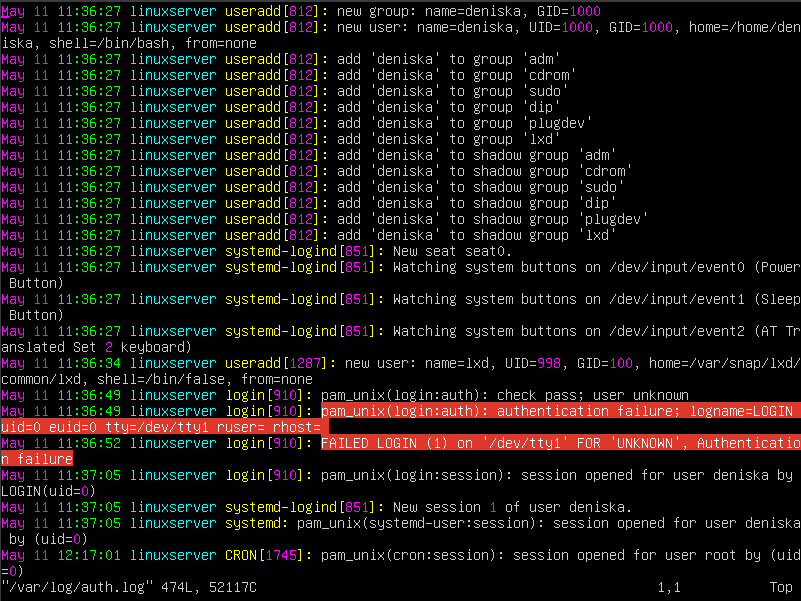 May 11 11:36:27 linuxserver useradd[812]: new group: name=deniska, GID=1000
May 11 11:36:27 linuxserver useradd[812]: new user: name=deniska, UID=1000, GID=1000, home=/home/den
iska, shell=/bin/bash, from=none
May 11 11:36:27 linuxserver useradd[812]: add 'deniska' to group 'adm'
May 11 11:36:27 linuxserver useradd[812]: add 'deniska' to group 'cdrom'
May 11 11:36:27 linuxserver useradd[812]: add 'deniska' to group 'sudo'
May 11 11:36:27 linuxserver useradd[812]: add 'deniska' to group 'dip'
May 11 11:36:27 linuxserver useradd[812]: add 'deniska' to group 'plugdev'
May 11 11:36:27 linuxserver useradd[812]: add 'deniska' to group 'lxd'
May 11 11:36:27 linuxserver useradd[812]: add 'deniska' to shadow group 'adm'
May 11 11:36:27 linuxserver useradd[812]: add 'deniska' to shadow group 'cdrom'
May 11 11:36:27 linuxserver useradd[812]: add 'deniska' to shadow group 'sudo'
May 11 11:36:27 linuxserver useradd[812]: add 'deniska' to shadow group 'dip'
May 11 11:36:27 linuxserver useradd[812]: add 'deniska' to shadow group 'plugdev'
May 11 11:36:27 linuxserver useradd[812]: add 'deniska' to shadow group 'lxd'
May 11 11:36:27 linuxserver systemd-logind[851]: New seat seat0.
May 11 11:36:27 linuxserver systemd-logind[851]: Watching system buttons on /dev/input/event0 (Power
 Button)
May 11 11:36:27 linuxserver systemd-logind[851]: Watching system buttons on /dev/input/event1 (Sleep
 Button)
May 11 11:36:27 linuxserver systemd-logind[851]: Watching system buttons on /dev/input/event2 (AT Tr
anslated Set 2 keyboard)
May 11 11:36:34 linuxserver useradd[1287]: new user: name=lxd, UID=998, GID=100, home=/var/snap/lxd/
common/lxd, shell=/bin/false, from=none
May 11 11:36:49 linuxserver login[910]: pam_unix(login:auth): check pass; user unknown
May 11 11:36:49 linuxserver login[910]: pam_unix(login:auth): authentication failure; logname=LOGIN
uid=0 euid=0 tty=/dev/tty1 ruser= rhost=
May 11 11:36:52 linuxserver login[910]: FAILED LOGIN (1) on '/dev/tty1' FOR 'UNKNOWN', Authenticatio
n failure
May 11 11:37:05 linuxserver login[910]: pam_unix(login:session): session opened for user deniska by
LOGIN(uid=0)
May 11 11:37:05 linuxserver systemd-logind[851]: New session 1 of user deniska.
May 11 11:37:05 linuxserver systemd: pam_unix(systemd-user:session): session opened for user deniska
 by (uid=0)
May 11 12:17:01 linuxserver CRON[1745]: pam_unix(cron:session): session opened for user root by (uid
=0)
"/var/log/auth.log" 474L, 52117C 1,1 Top